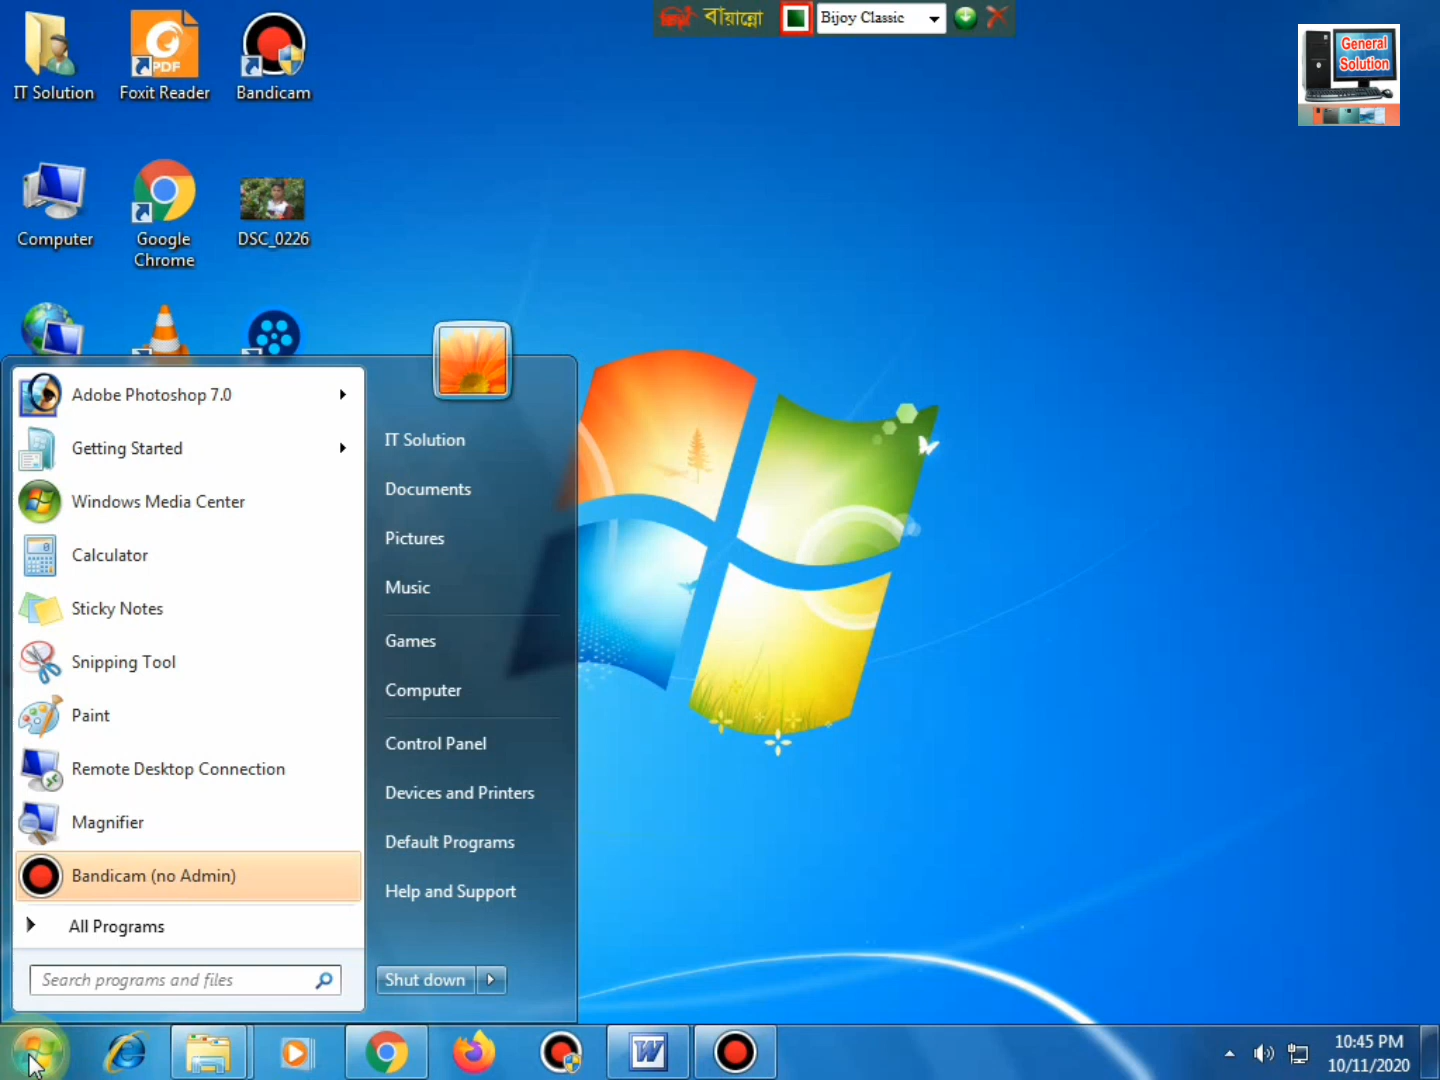 বায়ান্নো
Bijoy Classic
General
Solution
IT Solution
PDF
Foxit Reader
Bandicam
Computer
Google
Chrome
DSC_0226
Adobe Photoshop 7.0
Getting Started
Windows Media Center
Calculator
Sticky Notes
Snipping Tool
Paint
Remote Desktop Connection
Magnifier
Bandicam (no Admin)
All Programs
Search programs and files
IT Solution
Documents
Pictures
Music
Games
Computer
Control Panel
Devices and Printers
Default Programs
Help and Support
Shut down
10:45 PM
10/11/2020